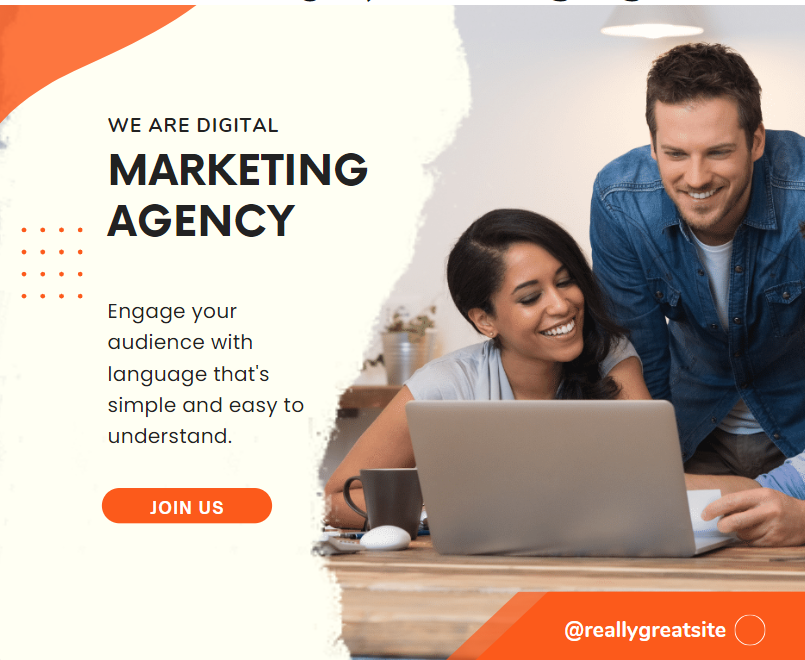 WE ARE DIGITAL
MARKETING
AGENCY
Engage your
audience with
language that's
simple and easy to
understand.
JOIN US
@reallygreatsite